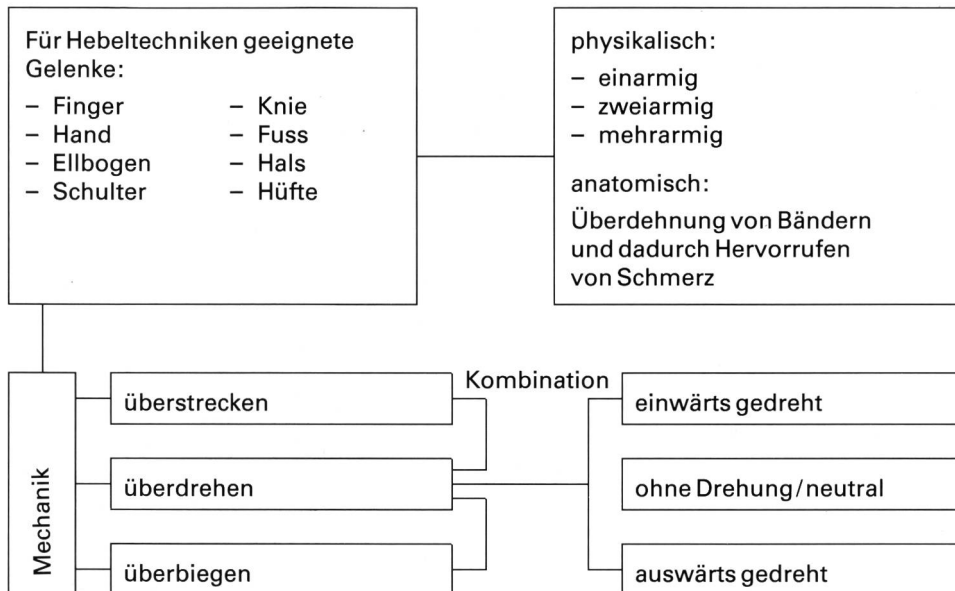 Für Hebeltechniken geeignete
Gelenke:
– Finger
– Hand
– Ellbogen
– Schulter
– Knie
– Fuss
– Hals
– Hüfte
physikalisch:
– einarmig
– zweiarmig
– mehrarmig
anatomisch:
Überdehnung von Bändern
und dadurch Hervorrufen
von Schmerz
Mechanik
überstrecken
überdrehen
überbiegen
Kombination
einwärts gedreht
ohne Drehung/neutral
auswärts gedreht